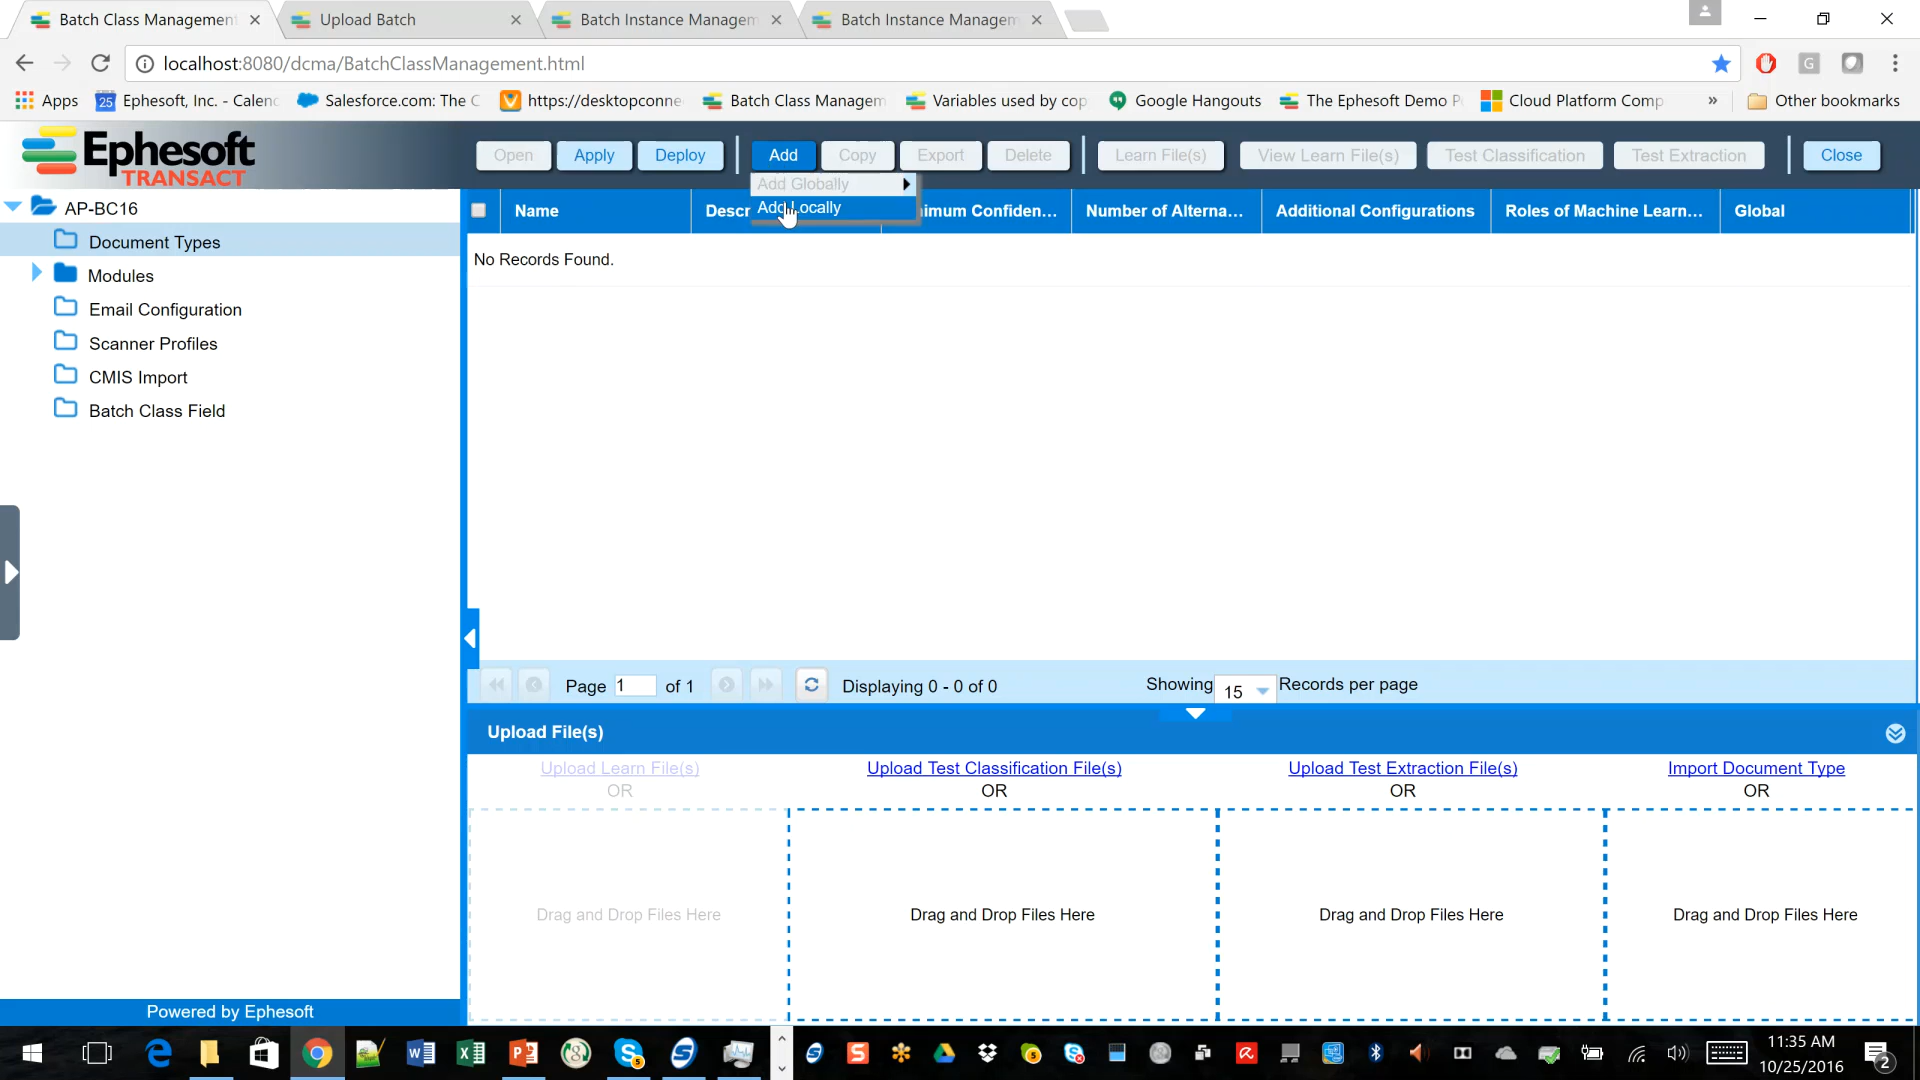 Batch Class Management
Upload Batch
Batch Instance Managem
Batch Instance Managem
localhost:8080/dcma/BatchClassManagement.html
G
Apps
25
Ephesoft, Inc. - Calen
Salesforce.com: The C
https://desktopconne
Batch Class Managem
Variables used by cop
Google Hangouts
The Ephesoft Demo P
Cloud Platform Comp
»
Other bookmarks
Ephesoft
TRANSACT
Open
Apply
Deploy
Add
Copy
Export
Delete
Learn File(s)
View Learn File(s)
Test Classification
Test Extraction
Close
Add Globally
Add Locally
AP-BC16
Document Types
Modules
Email Configuration
Scanner Profiles
CMIS Import
Batch Class Field
Name
Descr
imum Confiden...
Number of Alterna...
Additional Configurations
Roles of Machine Learn...
Global
No Records Found.
Page 1 of 1
Displaying 0 - 0 of 0
Showing 15 Records per page
Upload File(s)
Upload Learn File(s)
OR
Drag and Drop Files Here
Upload Test Classification File(s)
OR
Drag and Drop Files Here
Upload Test Extraction File(s)
OR
Drag and Drop Files Here
Import Document Type
OR
Drag and Drop Files Here
Powered by Ephesoft
11:35 AM
10/25/2016
2